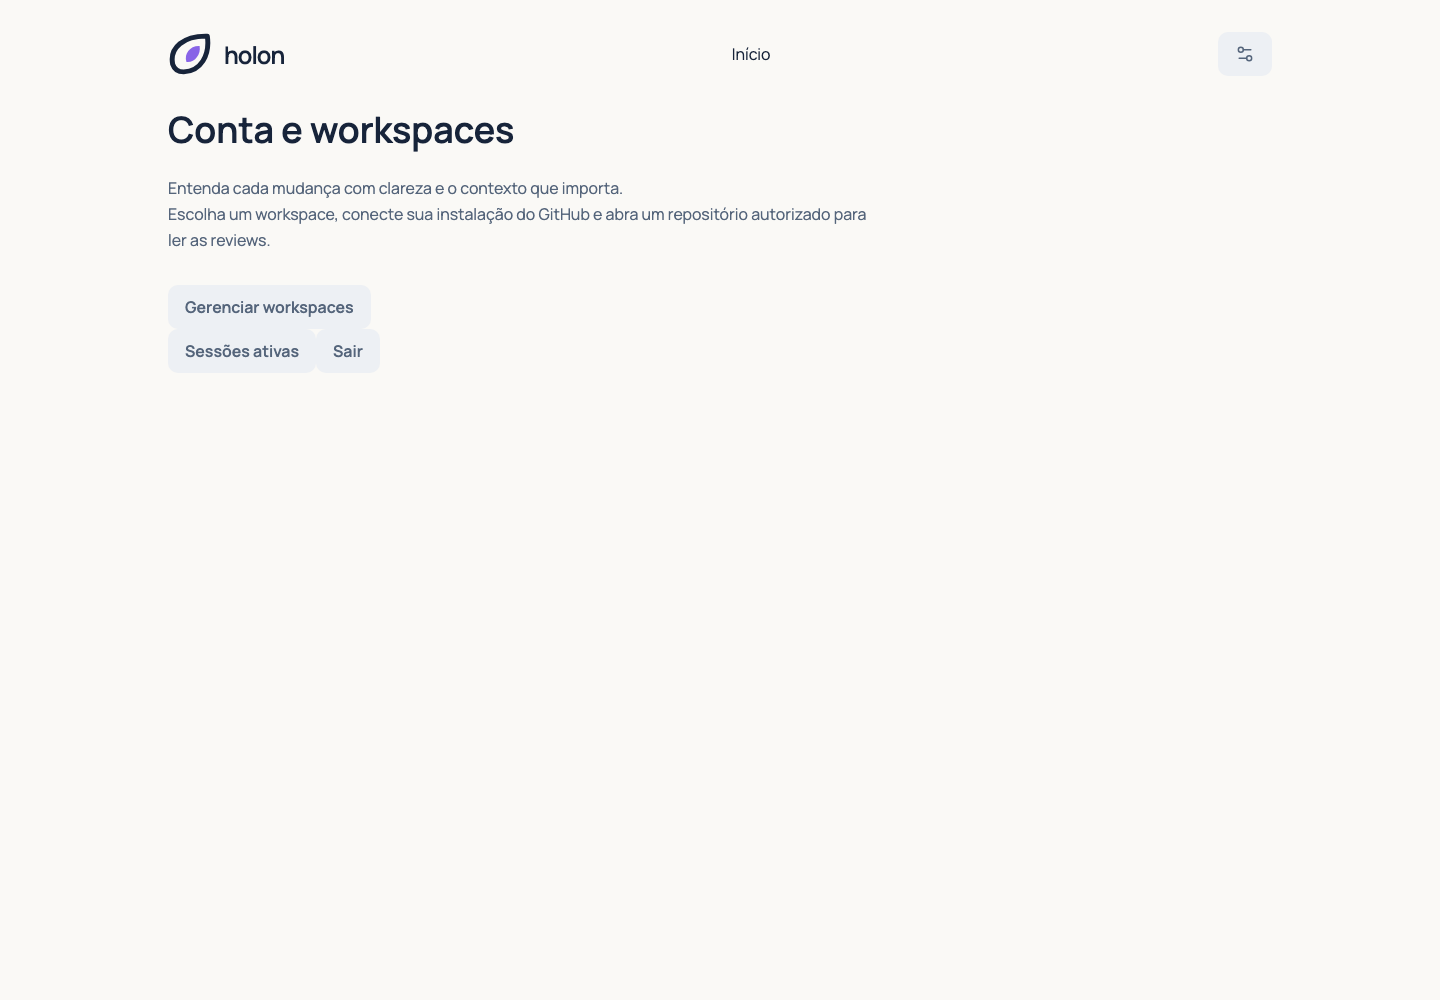 holon
Início
Conta e workspaces
Entenda cada mudança com clareza e o contexto que importa.
Escolha um workspace, conecte sua instalação do GitHub e abra um repositório autorizado para
ler as reviews.
Gerenciar workspaces
Sessões ativas
Sair